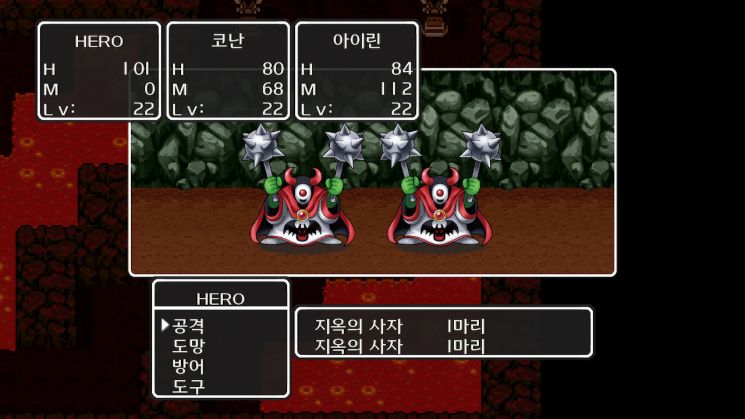 HERO
H 101
M 0
Lv: 22
코난
H 80
M 68
Lv: 22
아이린
H 84
M 112
Lv: 22
HERO
▶공격
도망
방어
도구
지옥의 사자 1마리
지옥의 사자 1마리